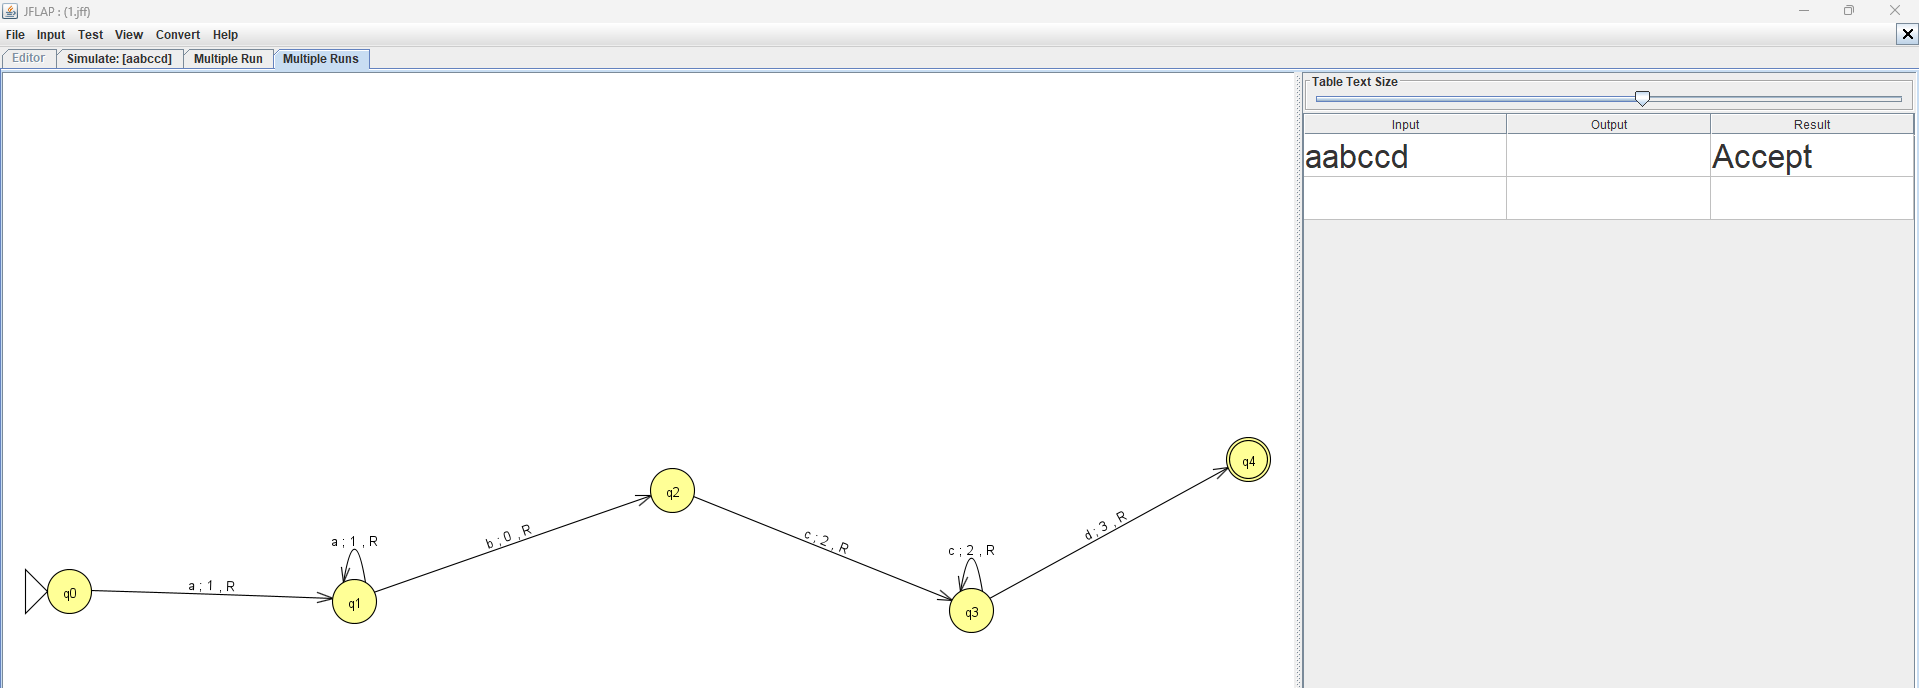 JFLAP : (1.jff)
File Input Test View Convert Help
Editor Simulate: [aabccd] Multiple Run Multiple Runs
Table Text Size
Input Output Result
aabccd Accept
q4
q2
d ; 3 , R
b ; 0 , R
c ; 2 , R
a ; 1 , R
c ; 2 , R
a ; 1 , R
q0
q1
q3